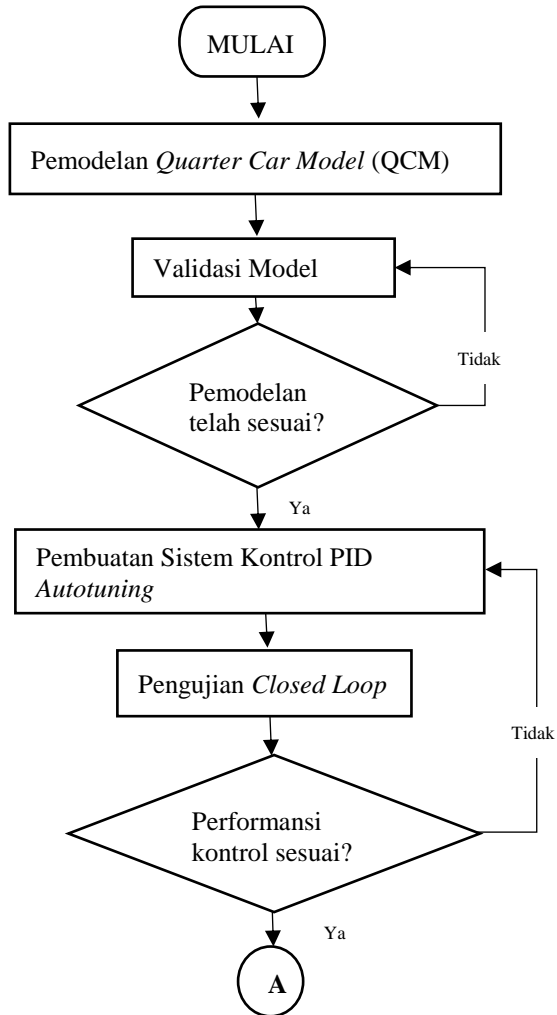 MULAI
Pemodelan Quarter Car Model (QCM)
Validasi Model
Tidak
Pemodelan
telah sesuai?
Ya
Pembuatan Sistem Kontrol PID
Autotuning
Pengujian Closed Loop
Tidak
Performansi
kontrol sesuai?
Ya
A